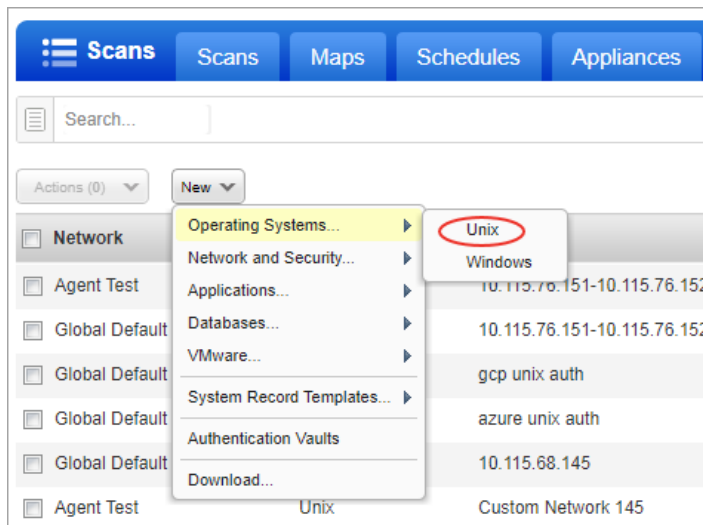 Scans Scans Maps Schedules Appliances
Search...
Actions (0) New
Network
Operating Systems...
Unix
Network and Security...
Windows
Agent Test
Applications...
10.115.76.151-10.115.76.152
Global Default
Databases...
10.115.76.151-10.115.76.152
VMware...
Global Default
gcp unix auth
System Record Templates...
Global Default
azure unix auth
Authentication Vaults
Global Default
10.115.68.145
Download...
Agent Test Unix Custom Network 145